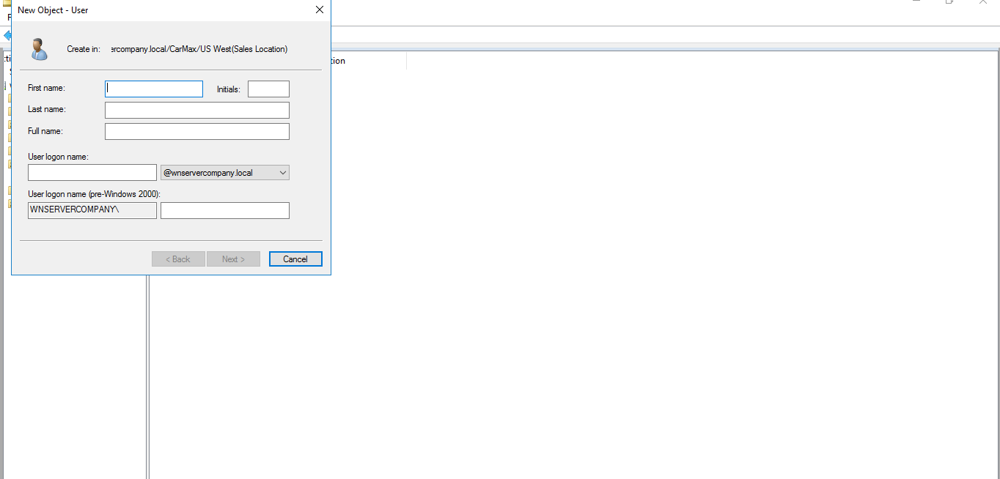 New Object - User
Create in: ercompany.local/CarMax/US West(Sales Location)
First name:
Initials:
Last name:
Full name:
User logon name:
@wnservercompany.local
User logon name (pre-Windows 2000):
WNSERVERCOMPANY\
< Back
Next >
Cancel
tion